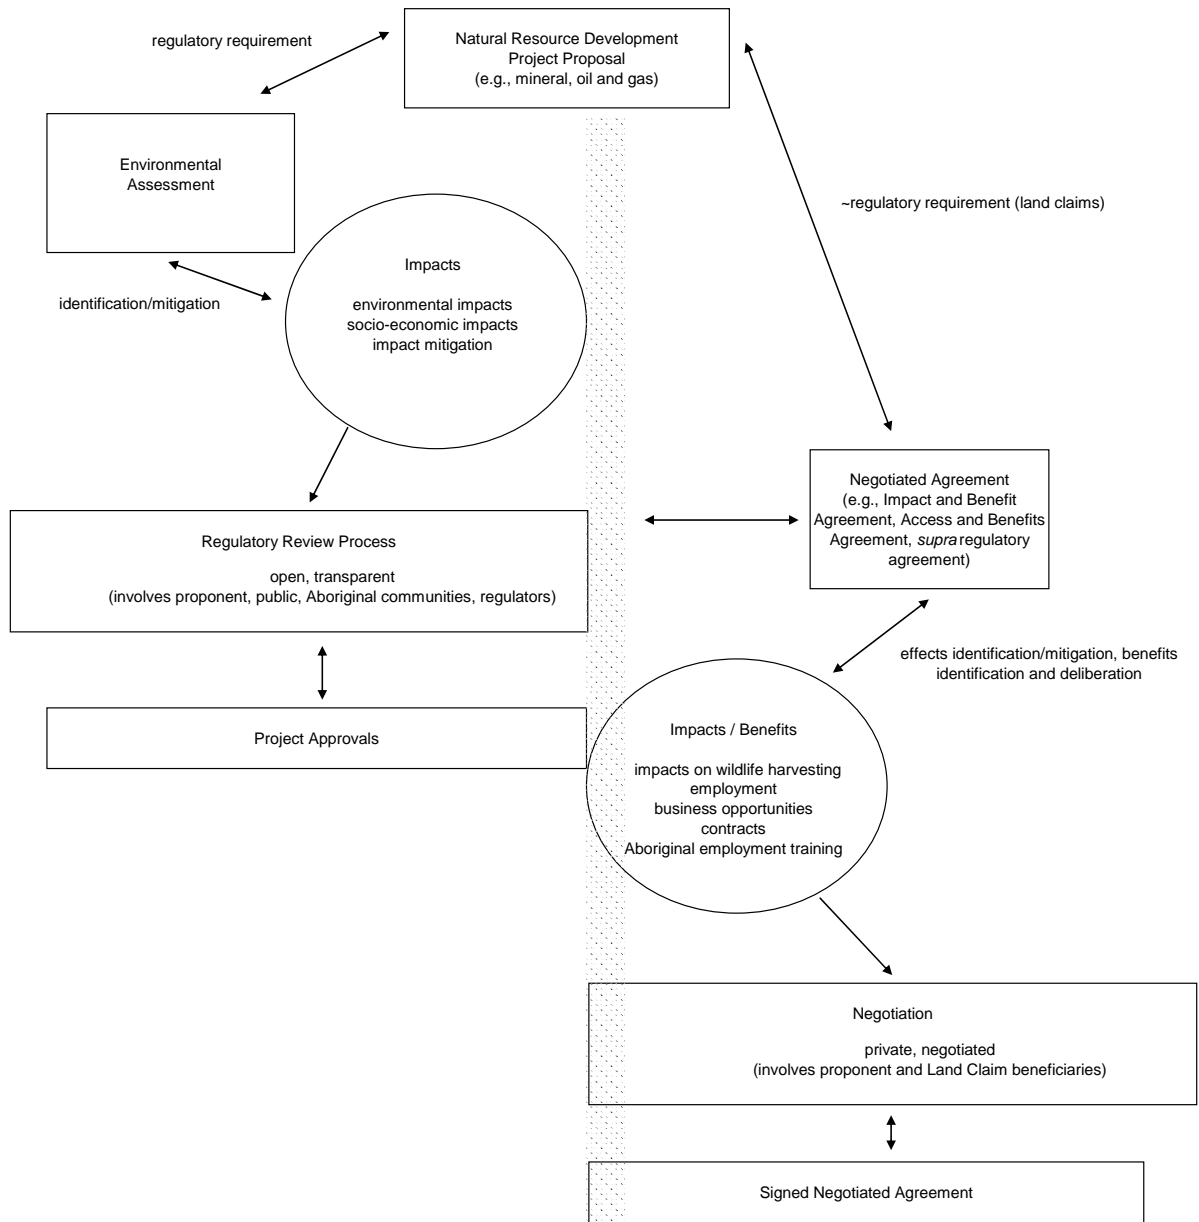 regulatory requirement
Natural Resource Development
Project Proposal
(e.g., mineral, oil and gas)
Environmental
Assessment
~regulatory requirement (land claims)
Impacts
environmental impacts
socio-economic impacts
impact mitigation
identification/mitigation
Negotiated Agreement
(e.g., Impact and Benefit
Agreement, Access and Benefits
Agreement, supra regulatory
agreement)
Regulatory Review Process
open, transparent
(involves proponent, public, Aboriginal communities, regulators)
effects identification/mitigation, benefits
identification and deliberation
Project Approvals
Impacts / Benefits
impacts on wildlife harvesting
employment
business opportunities
contracts
Aboriginal employment training
Negotiation
private, negotiated
(involves proponent and Land Claim beneficiaries)
Signed Negotiated Agreement